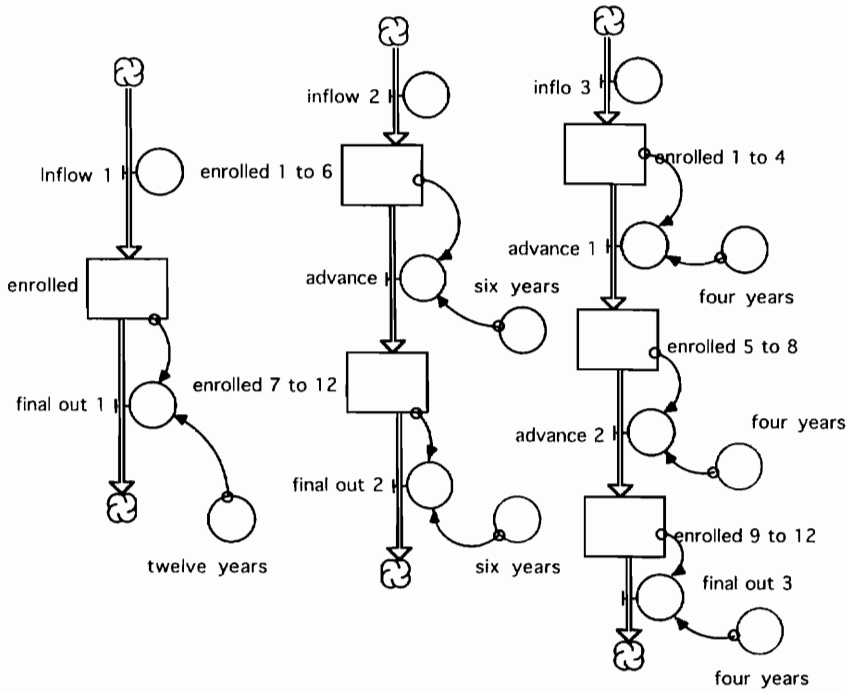 Inflow 1
enrolled
final out 1
twelve years
inflow 2
enrolled 1 to 6
advance
six years
enrolled 7 to 12
final out 2
six years
inflo 3
enrolled 1 to 4
advance 1
four years
enrolled 5 to 8
advance 2
four years
enrolled 9 to 12
final out 3
four years